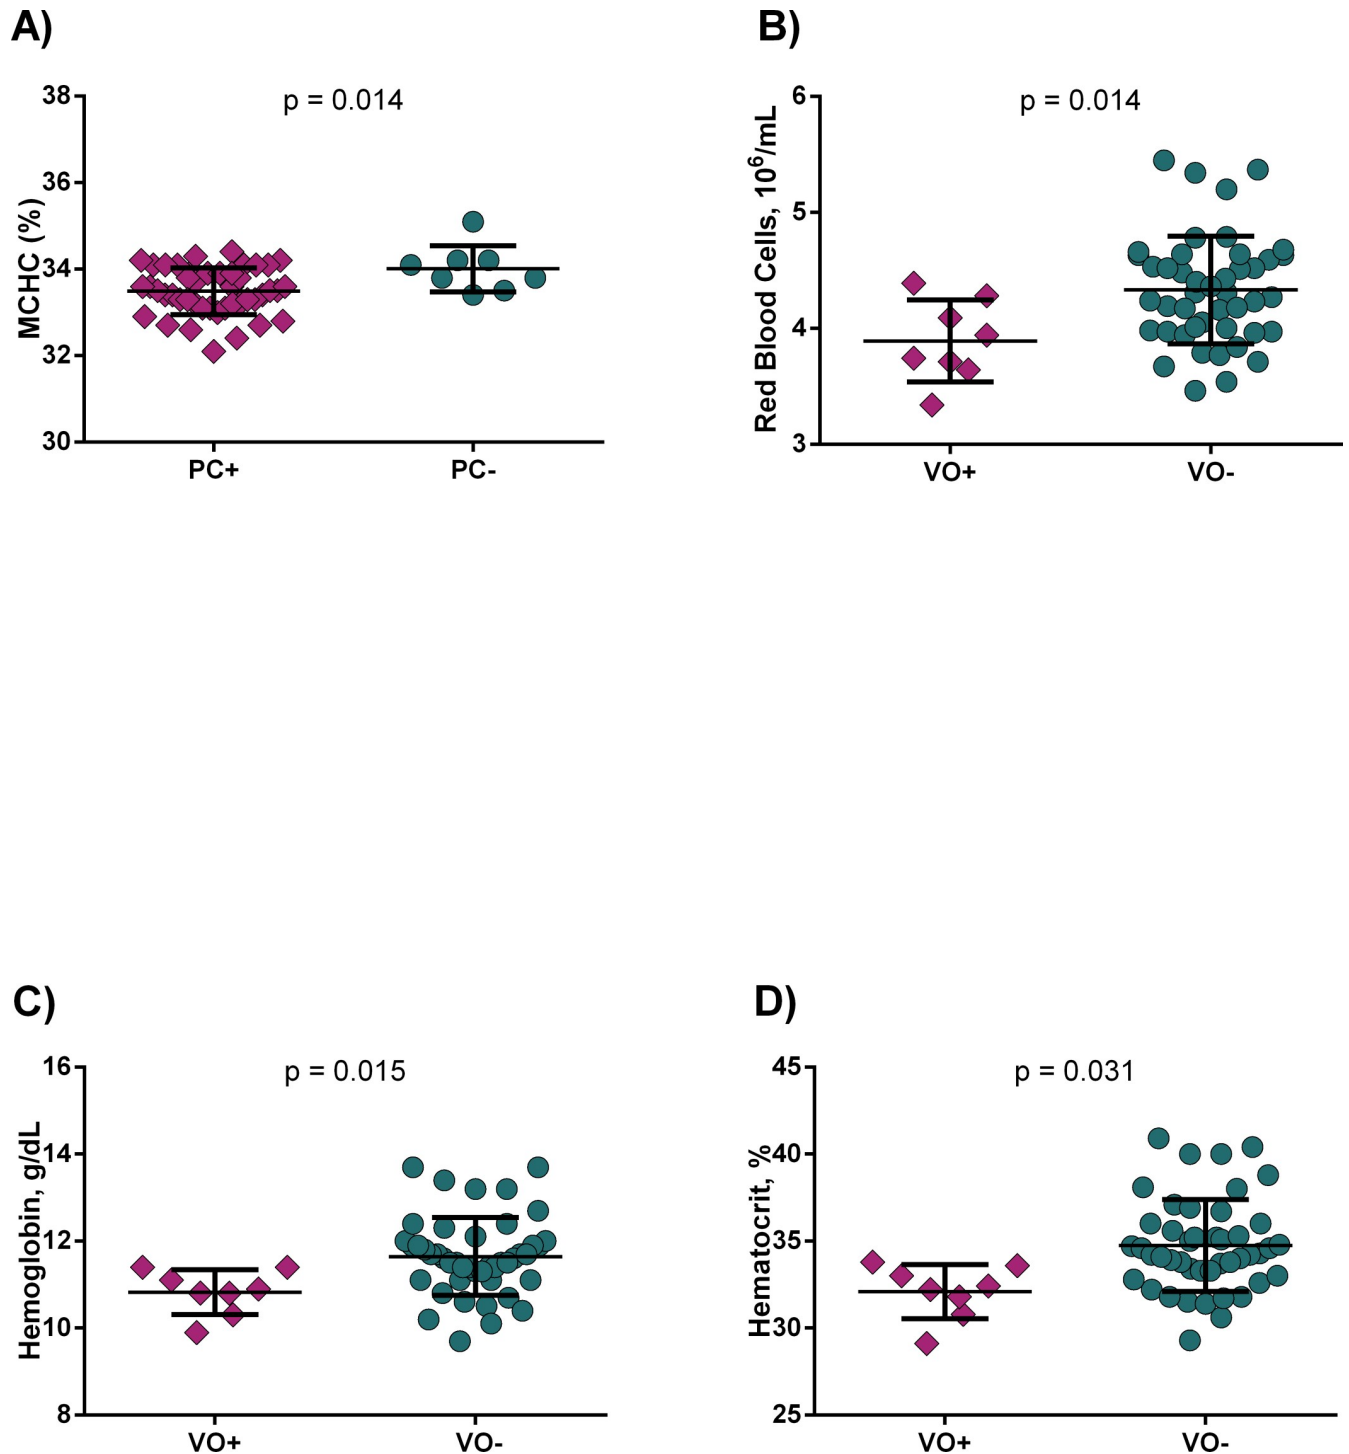 A)
p = 0.014
MCHC (%)
38
36
34
32
30
PC+ PC-
B)
p = 0.014
Red Blood Cells, 10⁶/mL
6
5
4
3
VO+ VO-
C)
p = 0.015
Hemoglobin, g/dL
16
14
12
10
8
VO+ VO-
D)
p = 0.031
Hematocrit, %
45
40
35
30
25
VO+ VO-